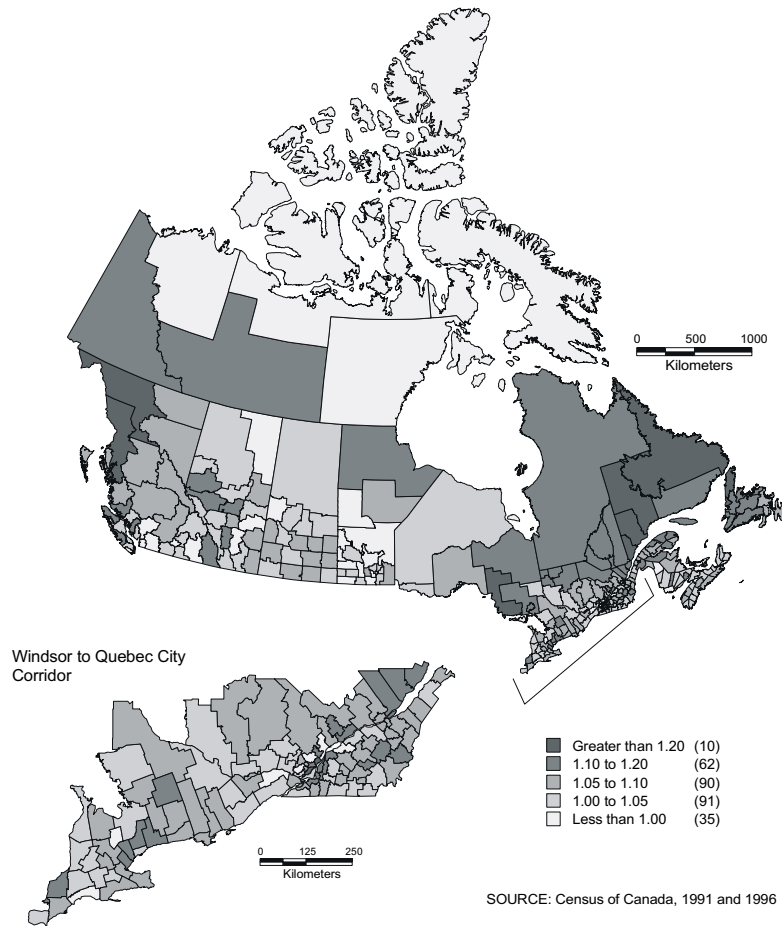 0 500 1000
Kilometers
Windsor to Quebec City
Corridor
Greater than 1.20 (10)
1.10 to 1.20 (62)
1.05 to 1.10 (90)
1.00 to 1.05 (91)
Less than 1.00 (35)
0 125 250
Kilometers
SOURCE: Census of Canada, 1991 and 1996